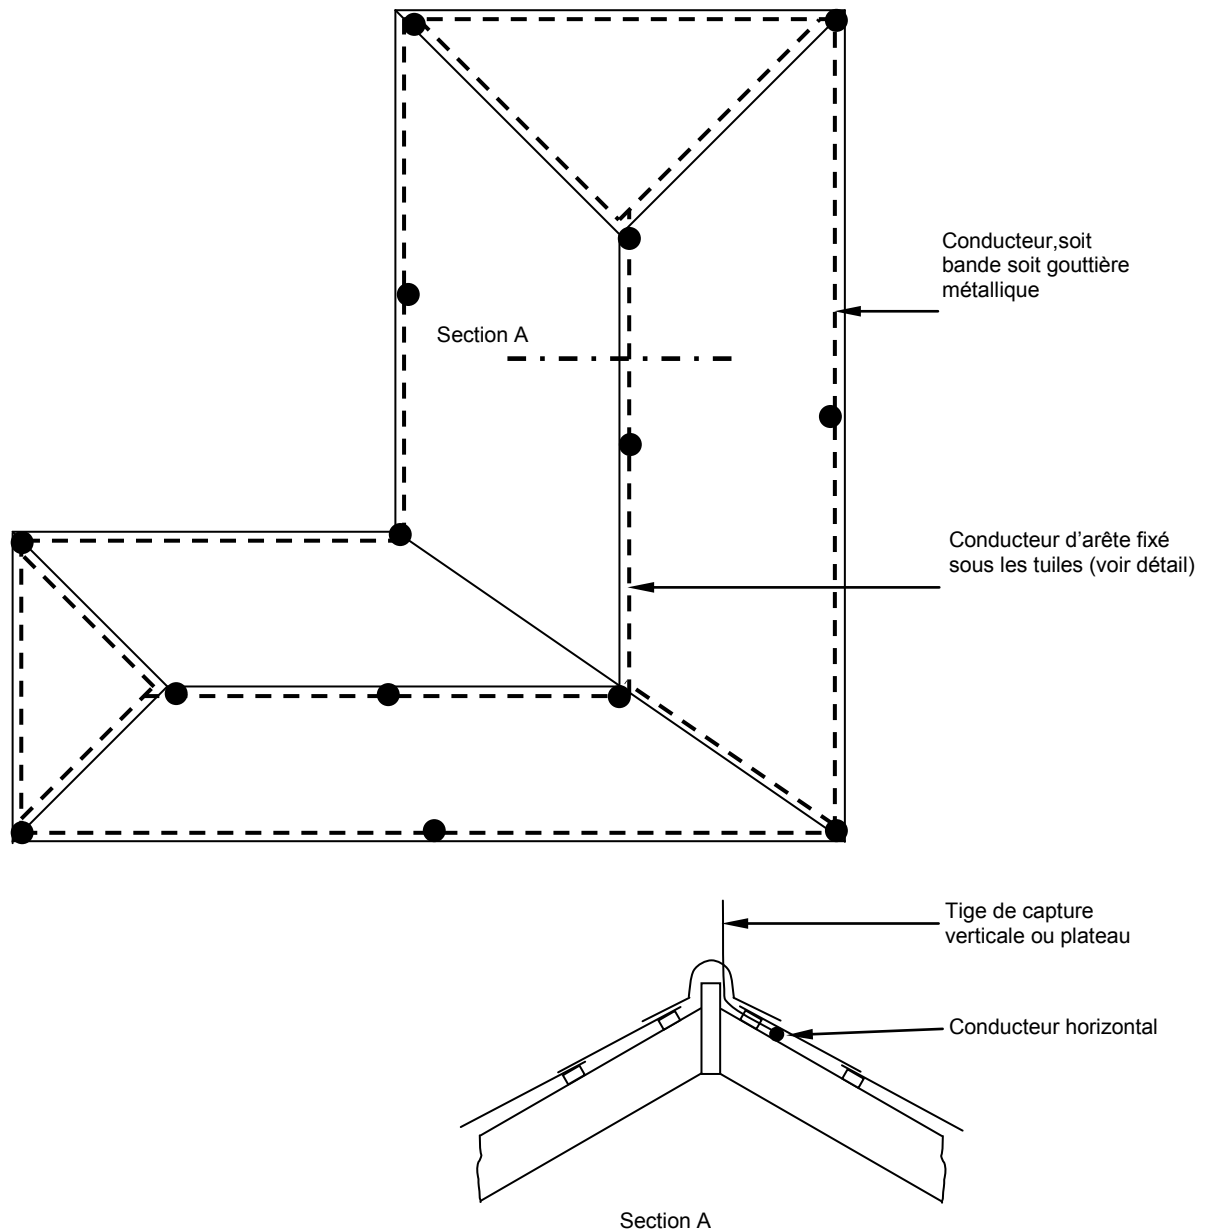 Conducteur,soit
bande soit gouttière
métallique
Section A
Conducteur d'arête fixé
sous les tuiles (voir détail)
Tige de capture
verticale ou plateau
Conducteur horizontal
Section A